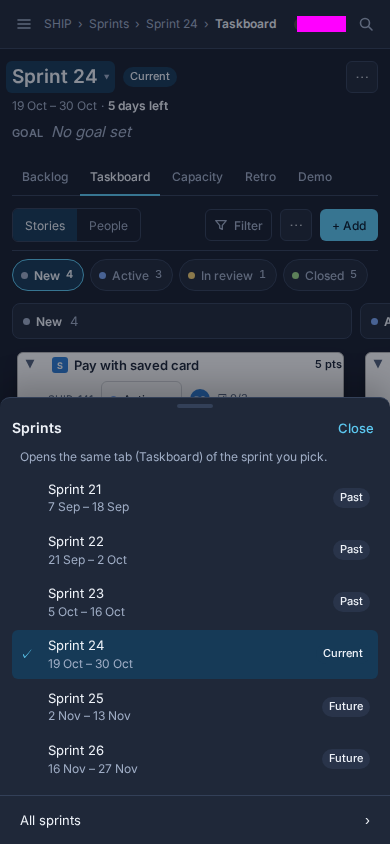 SHIP › Sprints › Sprint 24 › Taskboard
Sprint 24 ▾ Current ···
19 Oct – 30 Oct · 5 days left
GOAL No goal set
Backlog Taskboard Capacity Retro Demo
Stories People Filter ··· + Add
New 4 Active 3 In review 1 Closed 5
New 4
▼ S Pay with saved card 5 pts ▼
Sprints Close
Opens the same tab (Taskboard) of the sprint you pick.
Sprint 21
7 Sep – 18 Sep
Past
Sprint 22
21 Sep – 2 Oct
Past
Sprint 23
5 Oct – 16 Oct
Past
✓ Sprint 24
19 Oct – 30 Oct
Current
Sprint 25
2 Nov – 13 Nov
Future
Sprint 26
16 Nov – 27 Nov
Future
All sprints ›